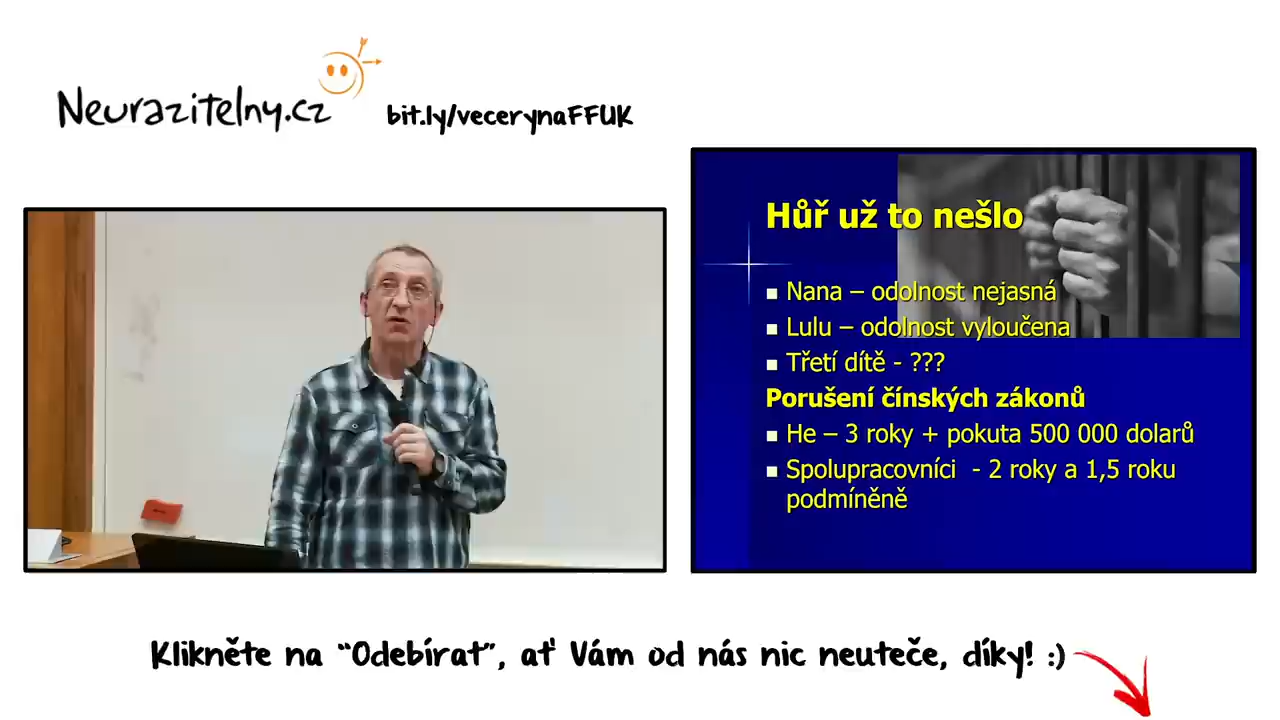 Neurazitelny.cz
bit.ly/vecerynaFFUK
Hůř už to nešlo
Nana – odolnost nejasná
Lulu – odolnost vyloučena
Třetí dítě - ???
Porušení čínských zákonů
He – 3 roky + pokuta 500 000 dolarů
Spolupracovníci - 2 roky a 1,5 roku
podmíněně
Klikněte na “Odebírat”, ať Vám od nás nic neuteče, díky! :)